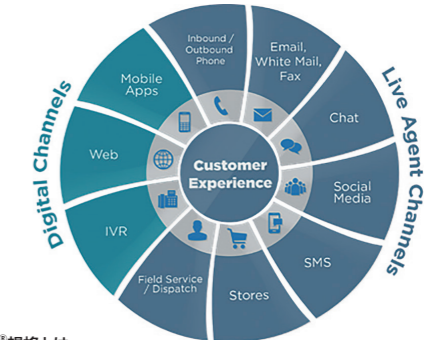 Inbound /
Outbound
Phone
Email,
White Mail,
Fax
Chat
Social
Media
SMS
Stores
Field Service
/ Dispatch
IVR
Web
Mobile
Apps
Customer
Experience
Digital Channels
Live Agent Channels